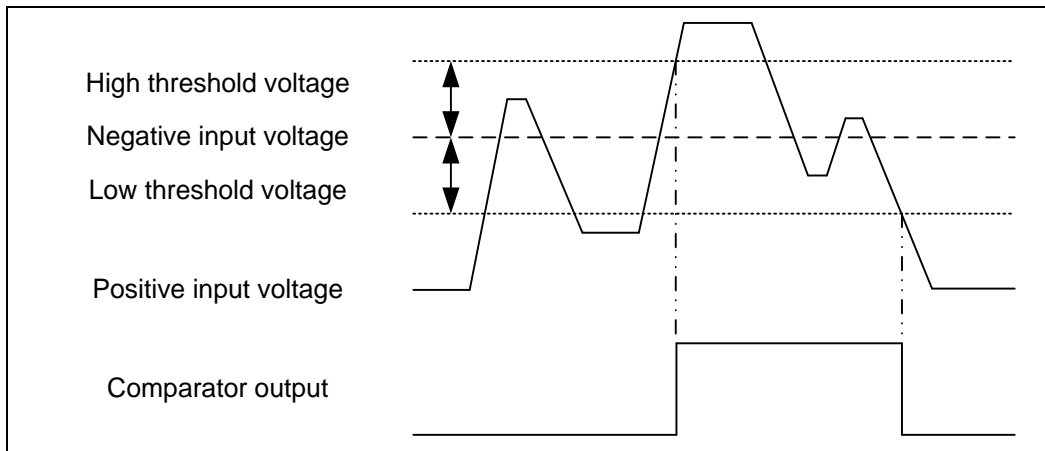 High threshold voltage
Negative input voltage
Low threshold voltage
Positive input voltage
Comparator output